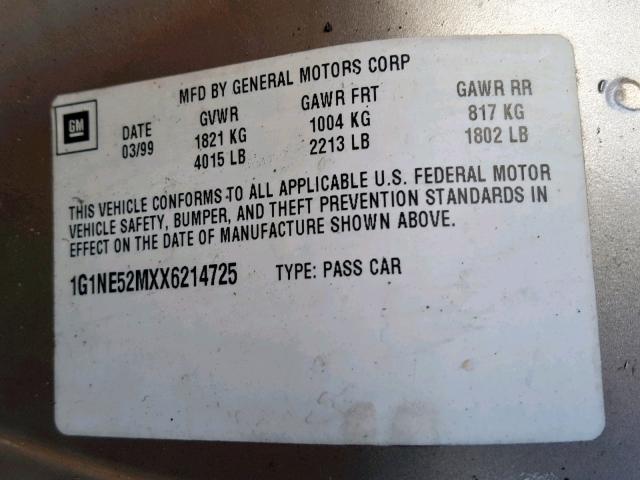 MFD BY GENERAL MOTORS CORP
GM
DATE GVWR GAWR FRT GAWR RR
03/99 1821 KG 1004 KG 817 KG
4015 LB 2213 LB 1802 LB
THIS VEHICLE CONFORMS TO ALL APPLICABLE U.S. FEDERAL MOTOR
VEHICLE SAFETY, BUMPER, AND THEFT PREVENTION STANDARDS IN
EFFECT ON THE DATE OF MANUFACTURE SHOWN ABOVE.
1G1NE52MXX6214725 TYPE: PASS CAR